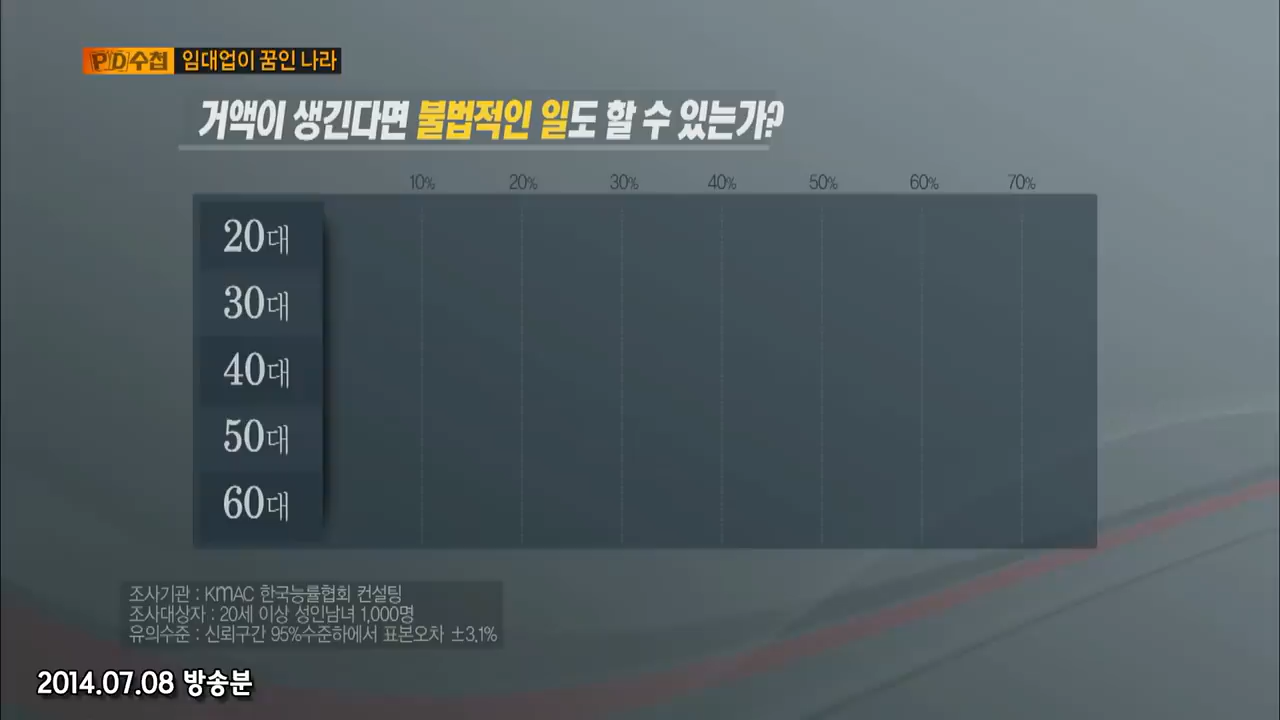 PD수첩 임대업이 꿈인 나라
거액이 생긴다면 불법적인 일도 할 수 있는가?
10% 20% 30% 40% 50% 60% 70%
20대
30대
40대
50대
60대
조사기관 : KMAC 한국능률협회 컨설팅
조사대상자 : 20세 이상 성인남녀 1,000명
유의수준 : 신뢰구간 95%수준하에서 표본오차 ±3.1%
2014.07.08 방송분